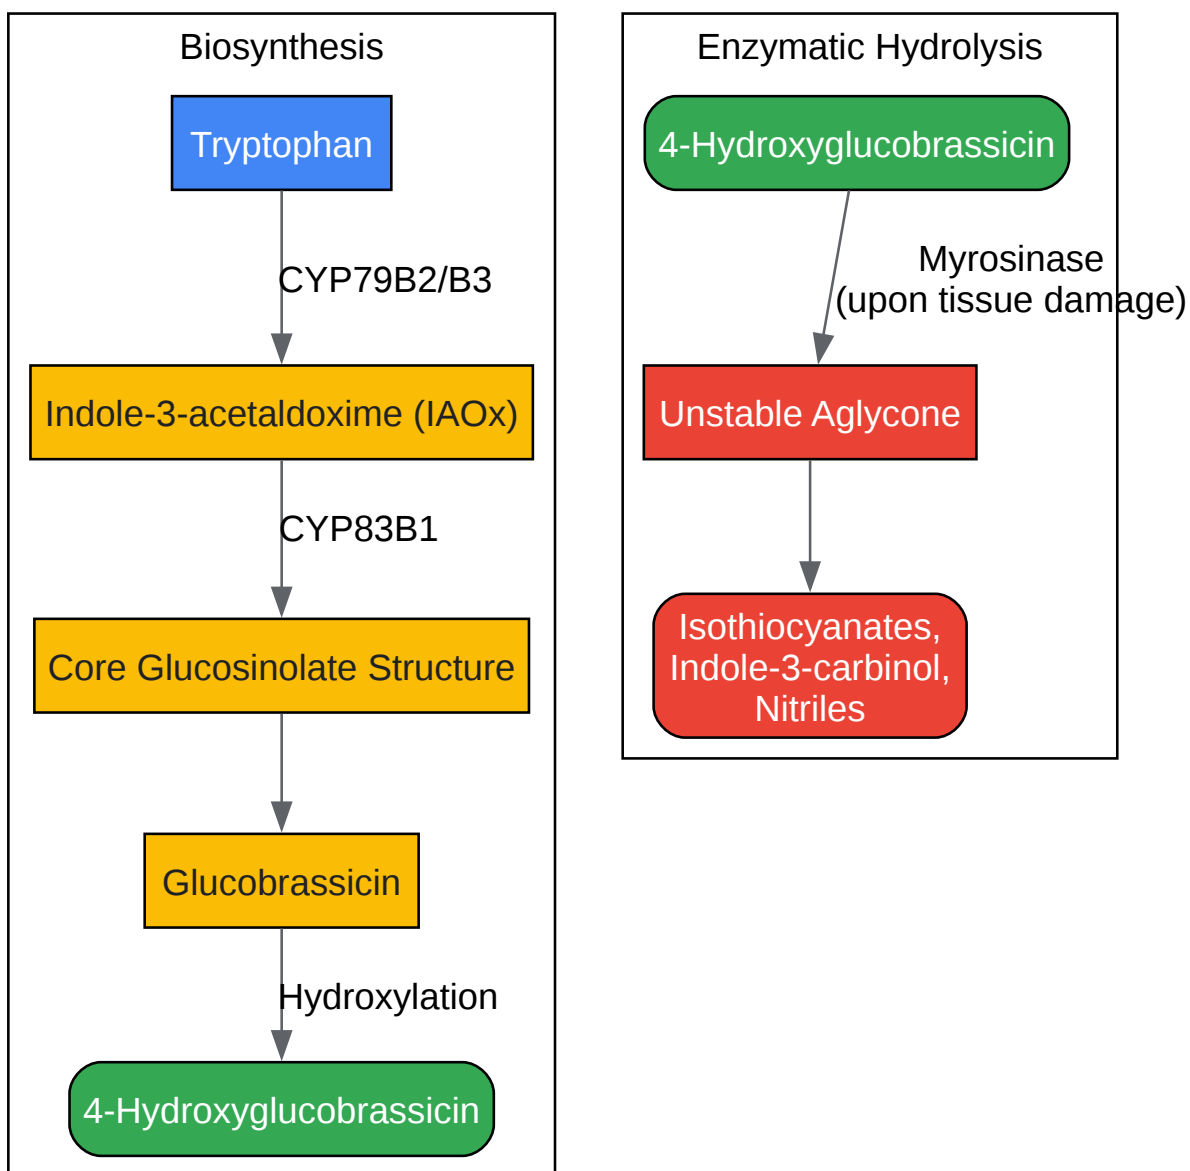 Biosynthesis
Tryptophan
CYP79B2/B3
Indole-3-acetaldoxime (IAOx)
CYP83B1
Core Glucosinolate Structure
Glucobrassicin
Hydroxylation
4-Hydroxyglucobrassicin
Enzymatic Hydrolysis
4-Hydroxyglucobrassicin
Myrosinase
(upon tissue damage)
Unstable Aglycone
Isothiocyanates,
Indole-3-carbinol,
Nitriles